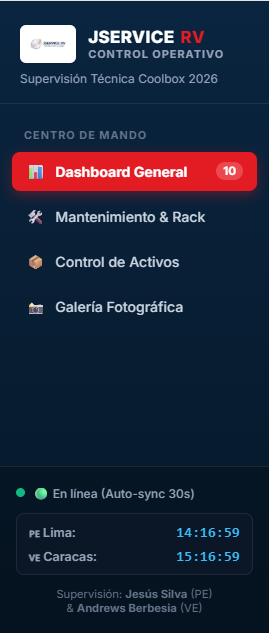 JSERVICE RV
CONTROL OPERATIVO
Supervisión Técnica Coolbox 2026
CENTRO DE MANDO
Dashboard General 10
Mantenimiento & Rack
Control de Activos
Galería Fotográfica
En línea (Auto-sync 30s)
PE Lima: 14:16:59
VE Caracas: 15:16:59
Supervisión: Jesús Silva (PE)
& Andrews Berbesia (VE)